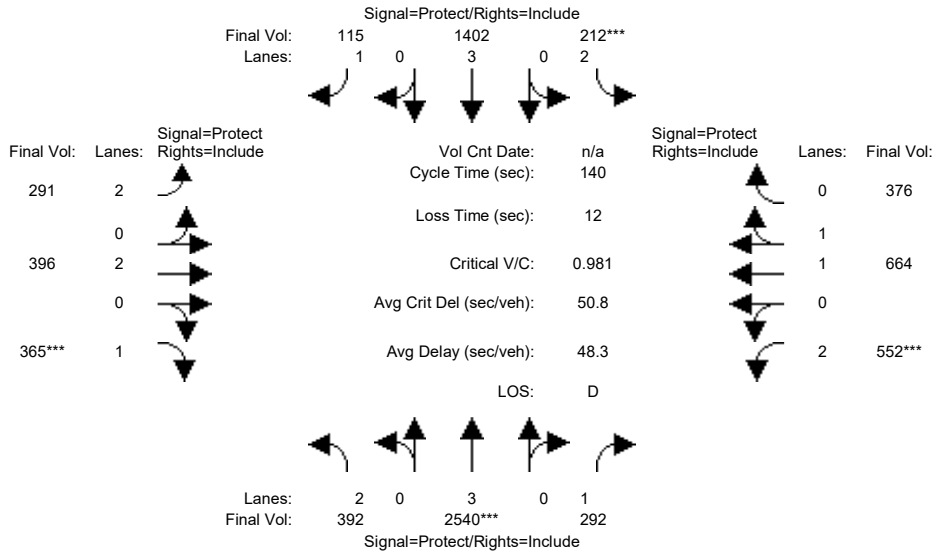 Signal=Protect/Rights=Include
Final Vol: 115 1402 212***
Lanes: 1 0 3 0 2
Signal=Protect Signal=Protect
Final Vol: Lanes: Rights=Include Vol Cnt Date: n/a Rights=Include Lanes: Final Vol:
Cycle Time (sec): 140
291 2 0 376
Loss Time (sec): 12
0 1
396 2 Critical V/C: 0.981 1 664
0 Avg Crit Del (sec/veh): 50.8 0
365*** 1 Avg Delay (sec/veh): 48.3 2 552***
LOS: D
Lanes: 2 0 3 0 1
Final Vol: 392 2540*** 292
Signal=Protect/Rights=Include